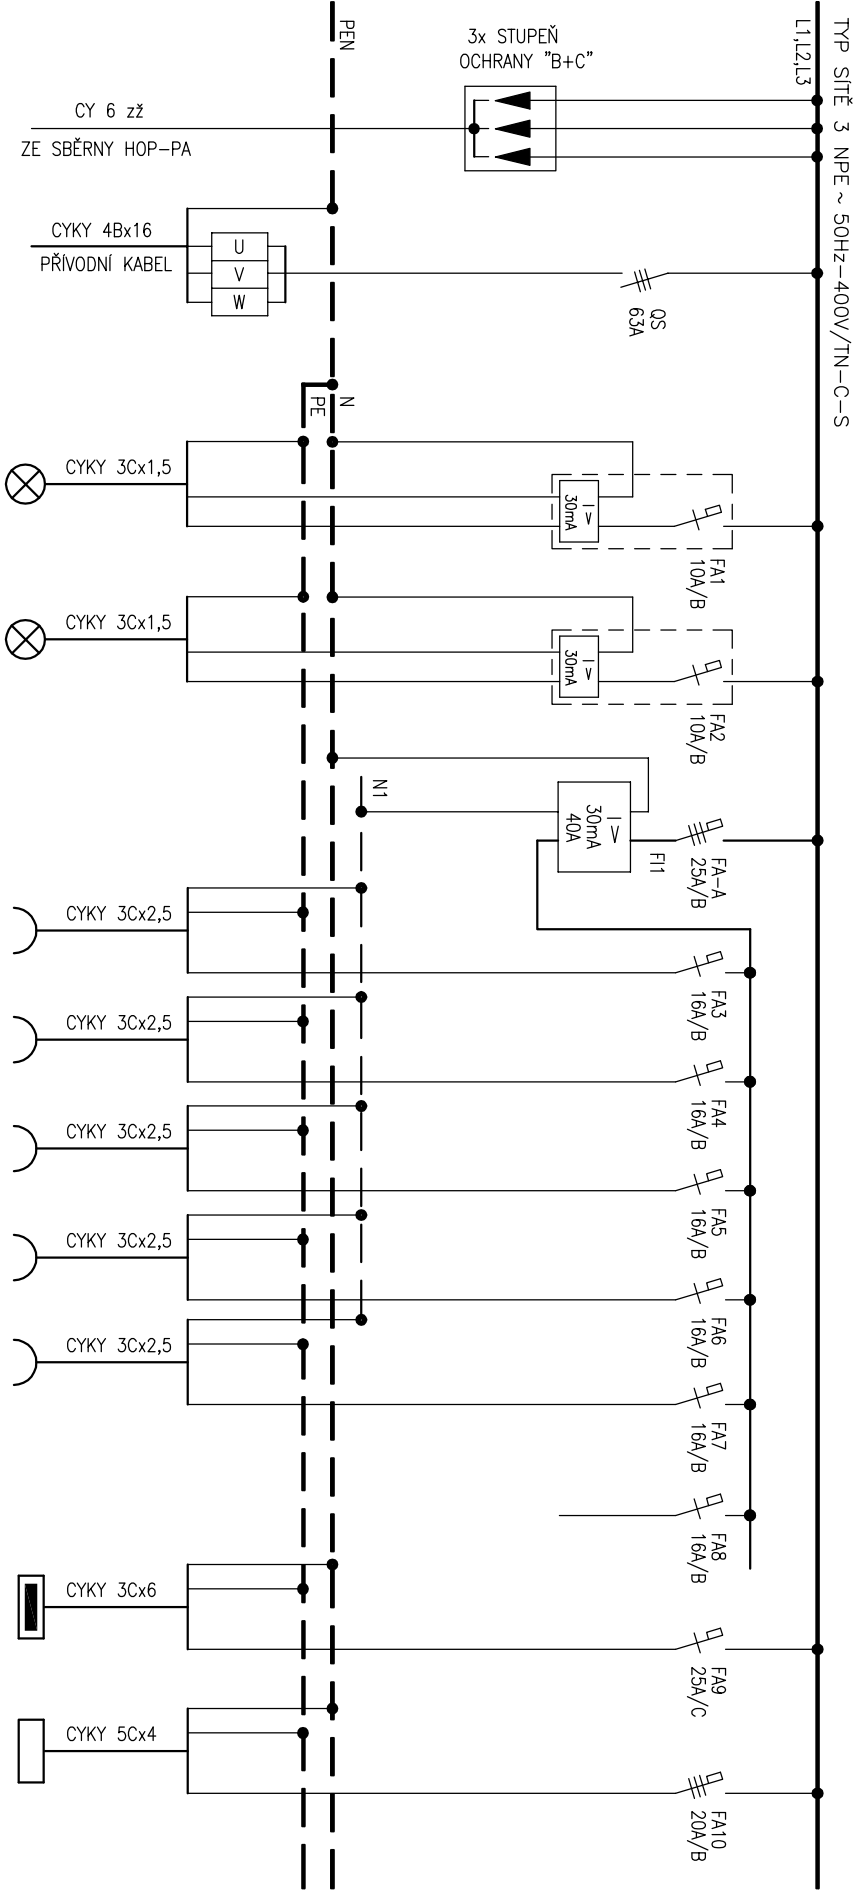 TYP SÍTĚ 3 NPE ~ 50Hz-400V/TN-C-S
L1,L2,L3
PEN
3x STUPEŇ
OCHRANY "B+C"
CY 6 zž
ZE SBĚRNY HOP-PA
CYKY 4Bx16
PŘÍVODNÍ KABEL
U
V
W
QS
63A
N
PE
CYKY 3Cx1,5
I>
30mA
FA1
10A/B
CYKY 3Cx1,5
I>
30mA
FA2
10A/B
N1
I>
30mA
40A
FI1
FA-A
25A/B
CYKY 3Cx2,5
FA3
16A/B
CYKY 3Cx2,5
FA4
16A/B
CYKY 3Cx2,5
FA5
16A/B
CYKY 3Cx2,5
FA6
16A/B
CYKY 3Cx2,5
FA7
16A/B
FA8
16A/B
CYKY 3Cx6
FA9
25A/C
CYKY 5Cx4
FA10
20A/B